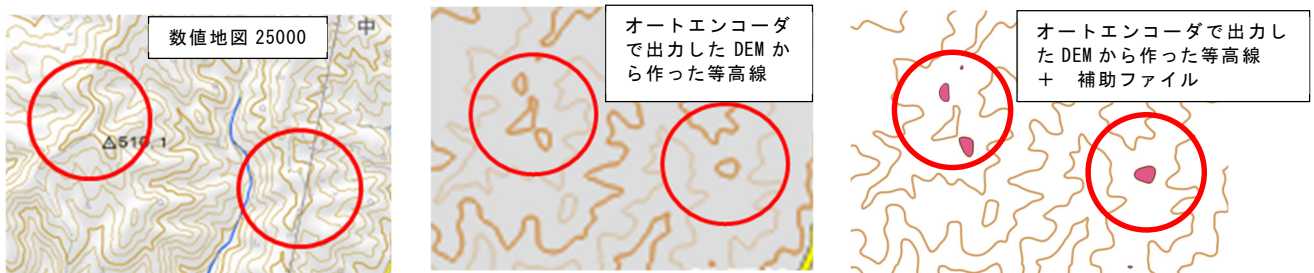 数値地図 25000
中
△510.1
オートエンコーダ
で出力した DEM か
ら作った等高線
オートエンコーダで出力し
た DEM から作った等高線
＋ 補助ファイル